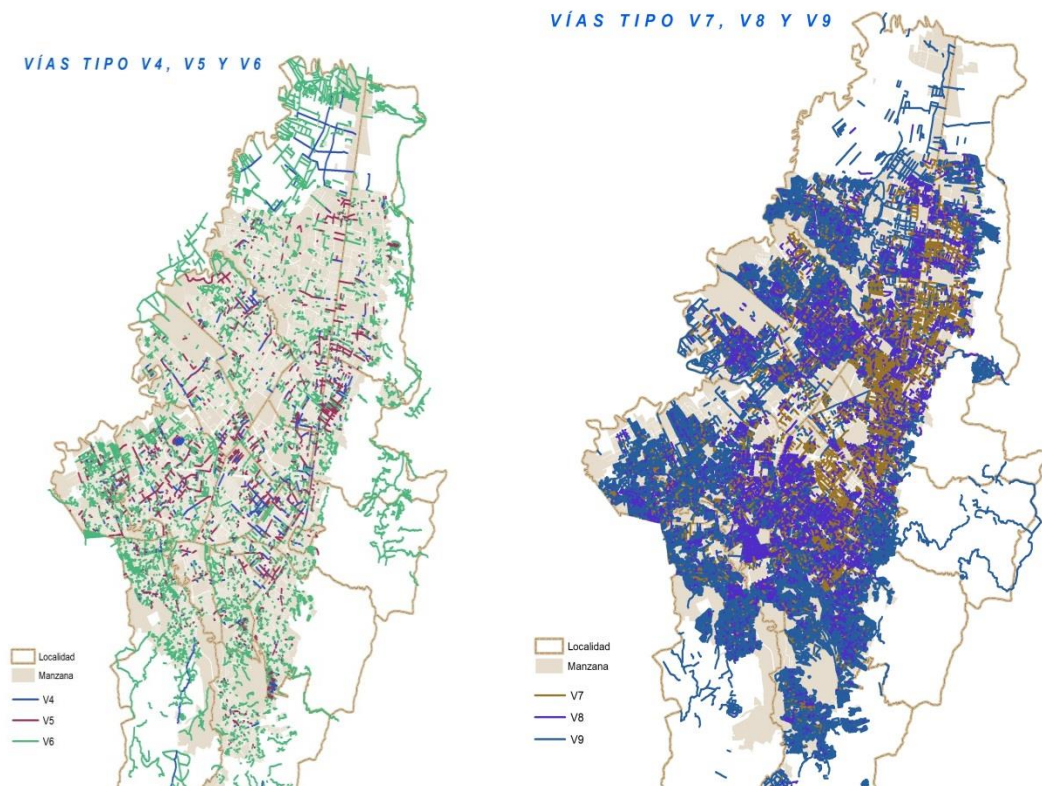 VÍAS TIPO V4, V5 Y V6
Localidad
Manzana
V4
V5
V6
VÍAS TIPO V7, V8 Y V9
Localidad
Manzana
V7
V8
V9